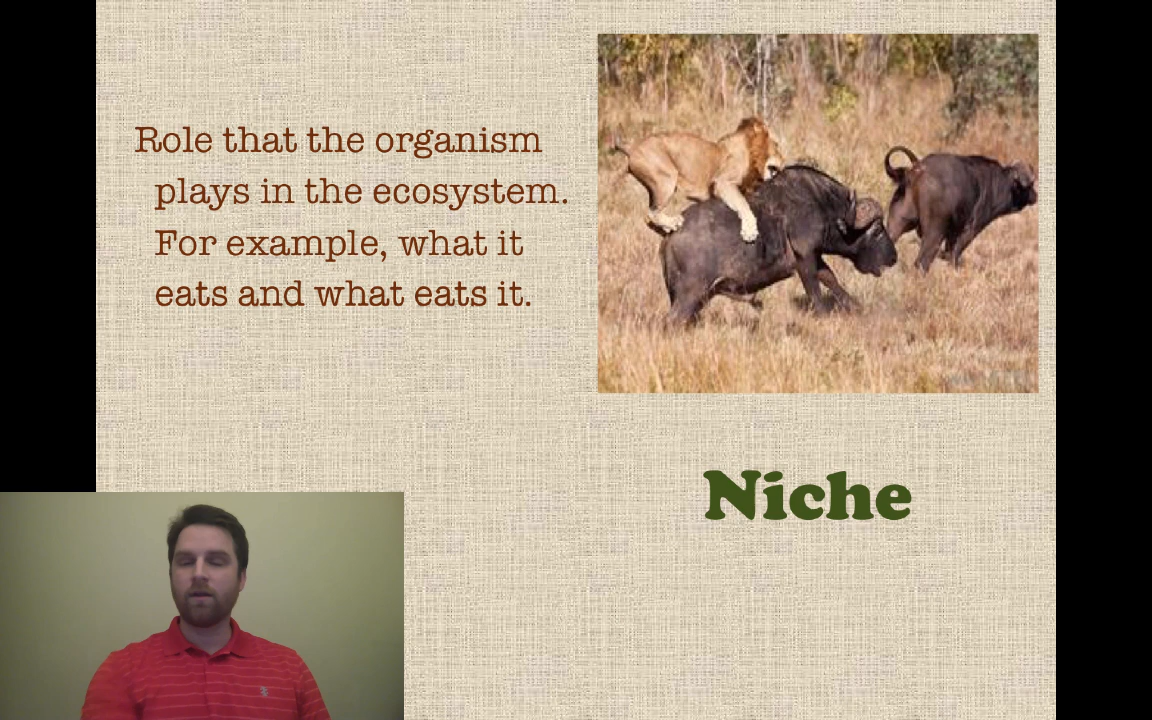 Role that the organism
plays in the ecosystem.
For example, what it
eats and what eats it.
Niche